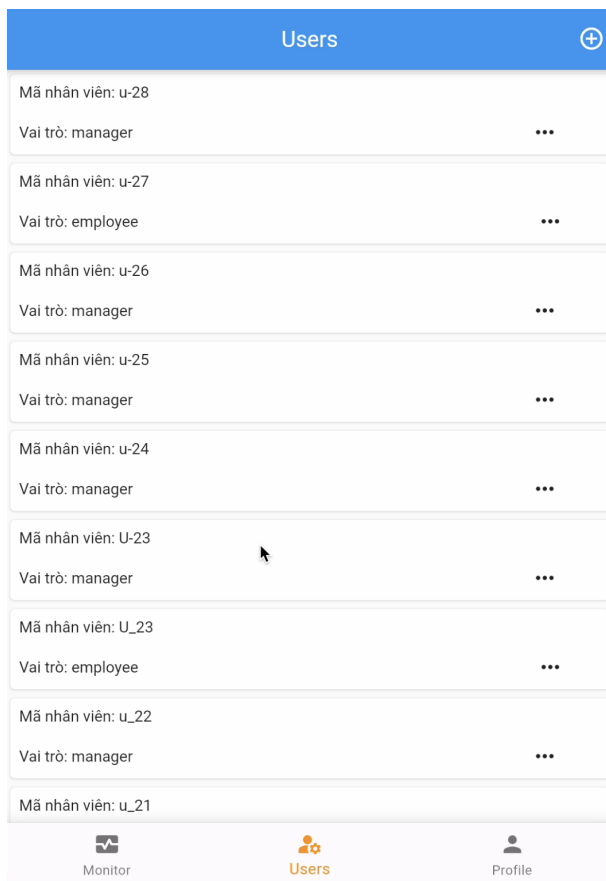 Users
Mã nhân viên: u-28
Vai trò: manager
Mã nhân viên: u-27
Vai trò: employee
Mã nhân viên: u-26
Vai trò: manager
Mã nhân viên: u-25
Vai trò: manager
Mã nhân viên: u-24
Vai trò: manager
Mã nhân viên: U-23
Vai trò: manager
Mã nhân viên: U_23
Vai trò: employee
Mã nhân viên: u_22
Vai trò: manager
Mã nhân viên: u_21
Monitor
Users
Profile